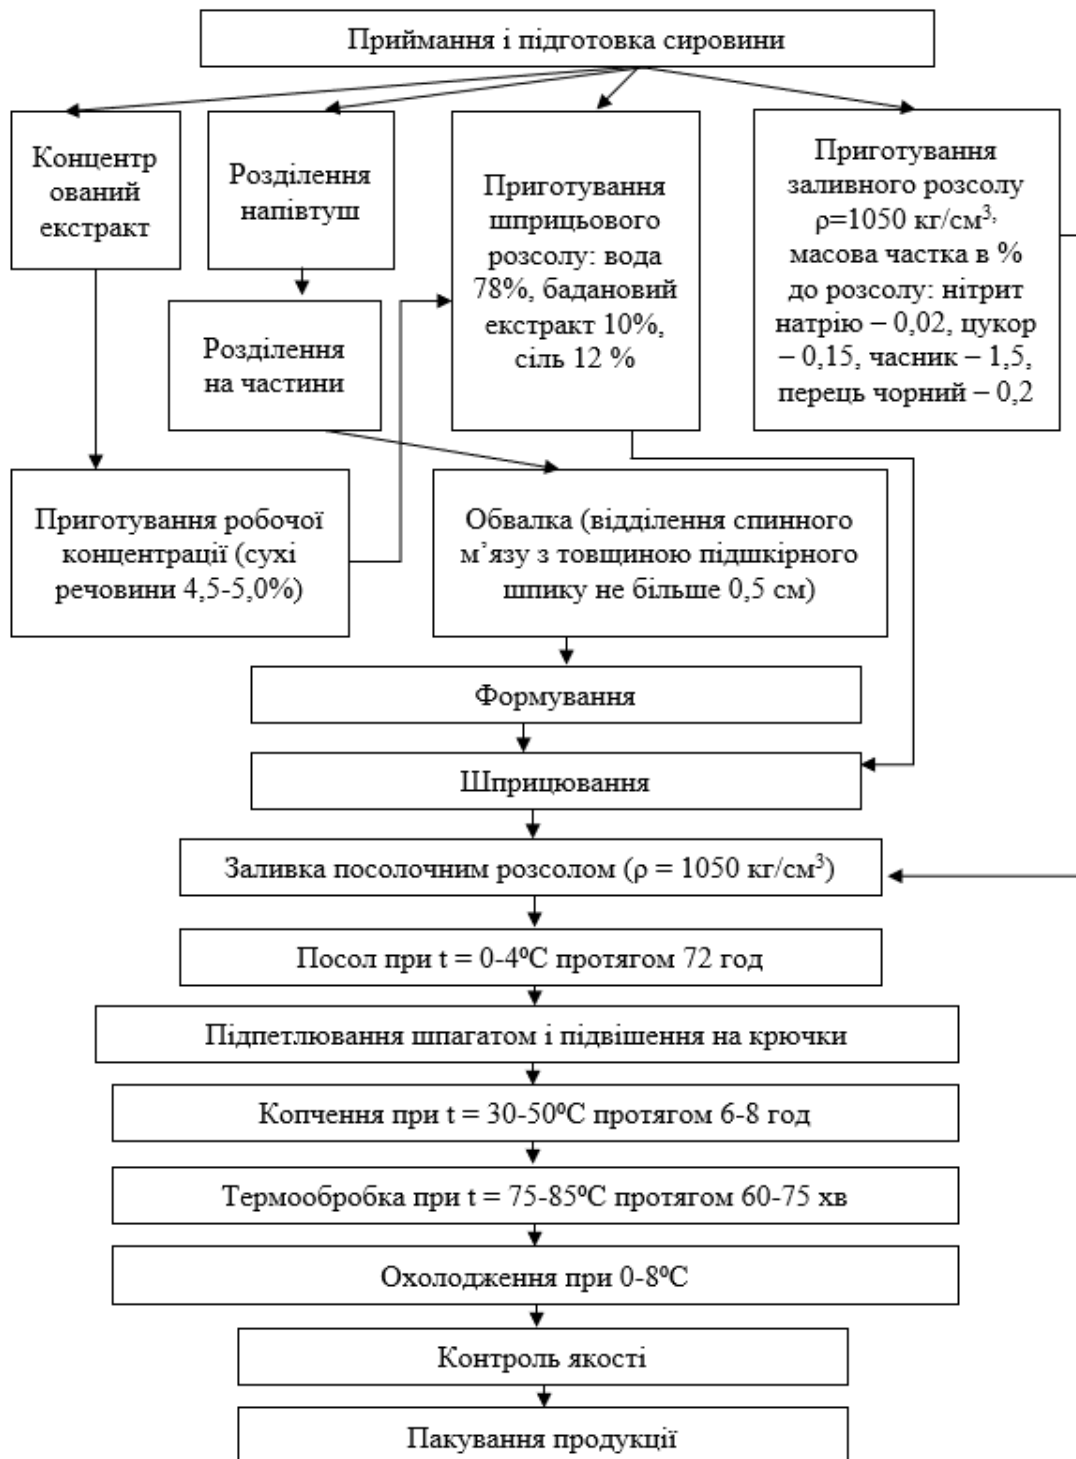 Приймання і підготовка сировини
Концентр
ований
екстракт
Розділення
напівтуш
Приготування
шприцьового
розсолу: вода
78%, бадановий
екстракт 10%,
сіль 12 %
Приготування
заливного розсолу
ρ=1050 кг/см³,
масова частка в %
до розсолу: нітрит
натрію – 0,02, цукор
– 0,15, часник – 1,5,
перець чорний – 0,2
Розділення
на частини
Приготування робочої
концентрації (сухі
речовини 4,5-5,0%)
Обвалка (відділення спинного
м’язу з товщиною підшкірного
шпику не більше 0,5 см)
Формування
Шприцювання
Заливка посолочним розсолом (ρ = 1050 кг/см³)
Посол при t = 0-4⁰С протягом 72 год
Підпетлювання шпагатом і підвішення на крючки
Копчення при t = 30-50⁰С протягом 6-8 год
Термообробка при t = 75-85⁰С протягом 60-75 хв
Охолодження при 0-8⁰С
Контроль якості
Пакування продукції